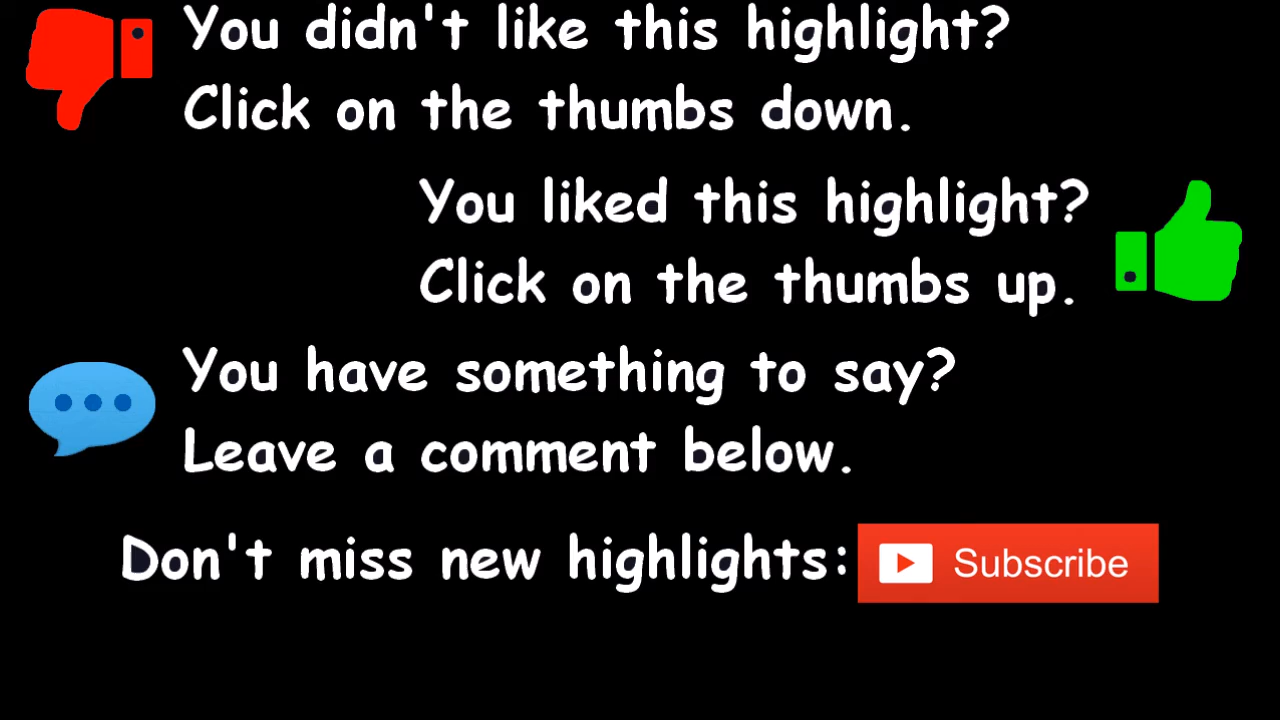 You didn't like this highlight?
Click on the thumbs down.
You liked this highlight?
Click on the thumbs up.
You have something to say?
Leave a comment below.
Don't miss new highlights: Subscribe